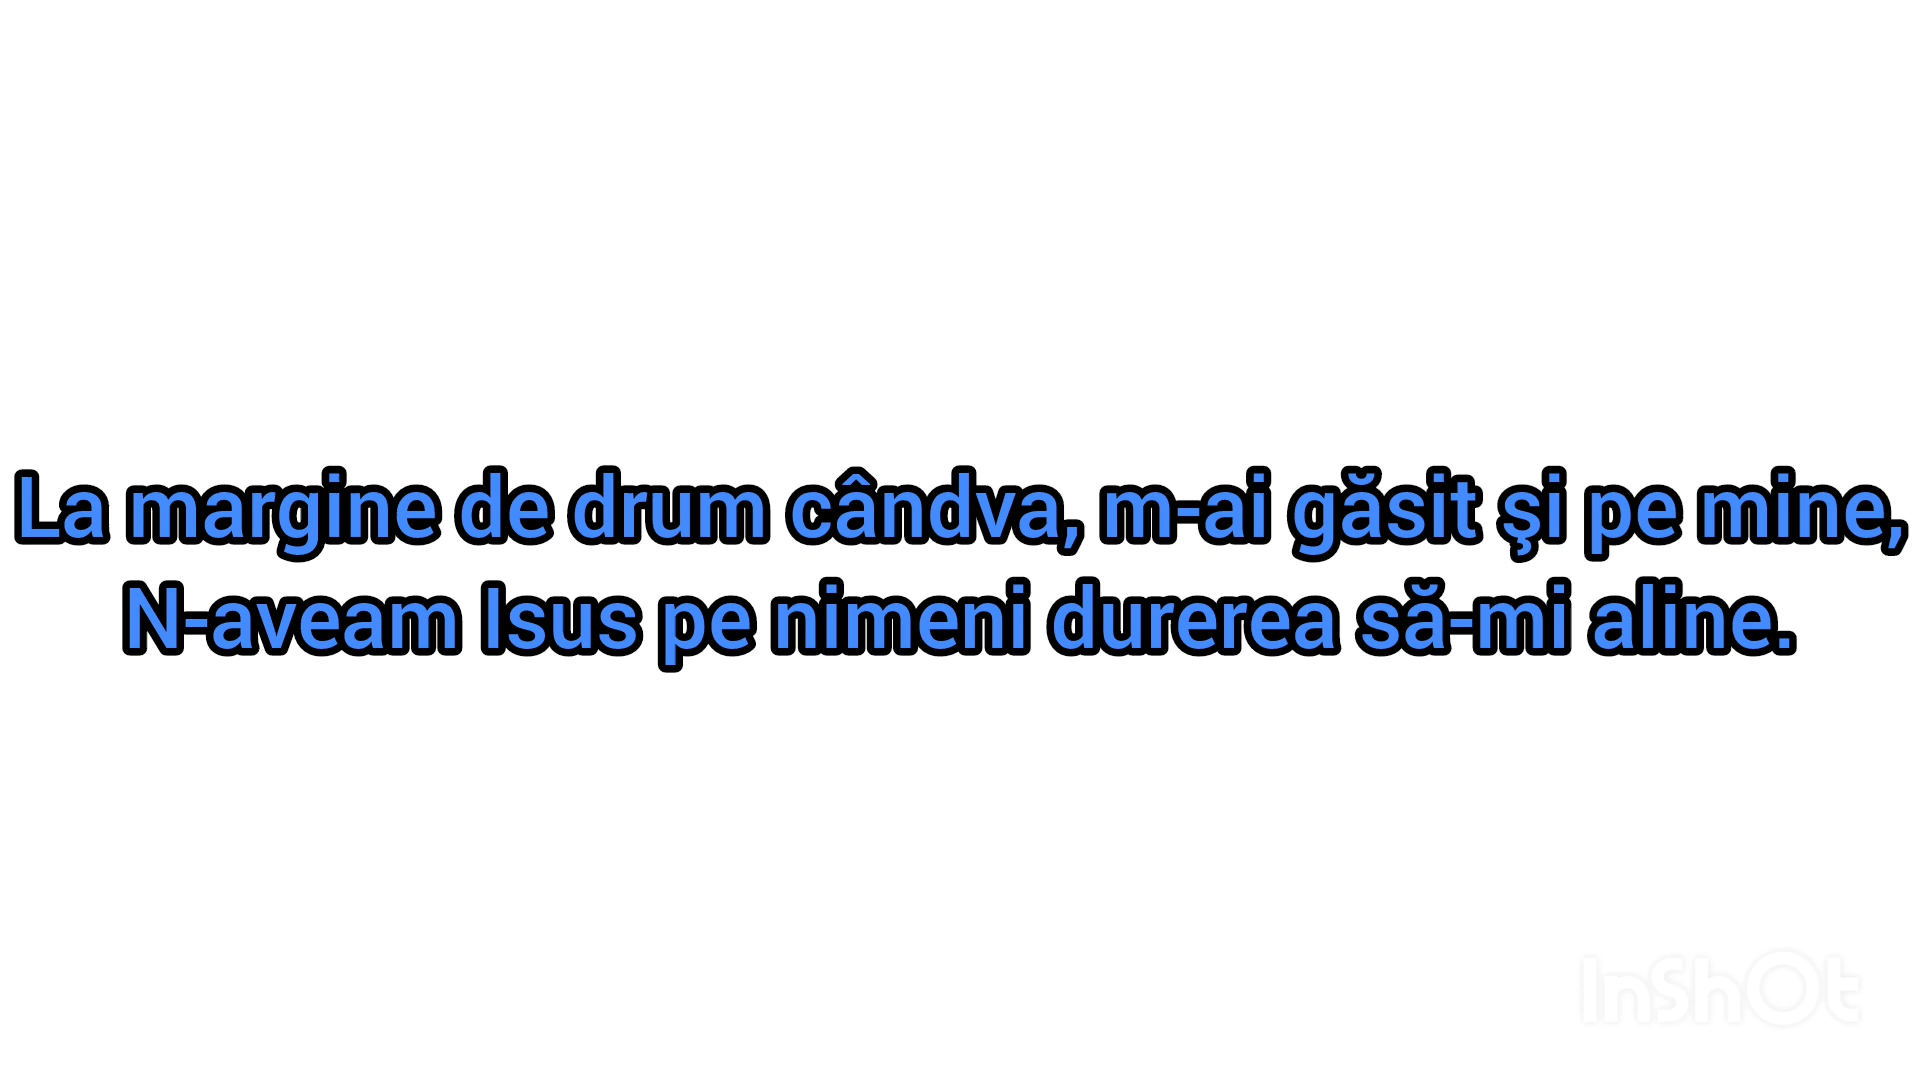 La margine de drum cândva, m-ai găsit şi pe mine,
N-aveam Isus pe nimeni durerea să-mi aline.
InShOt